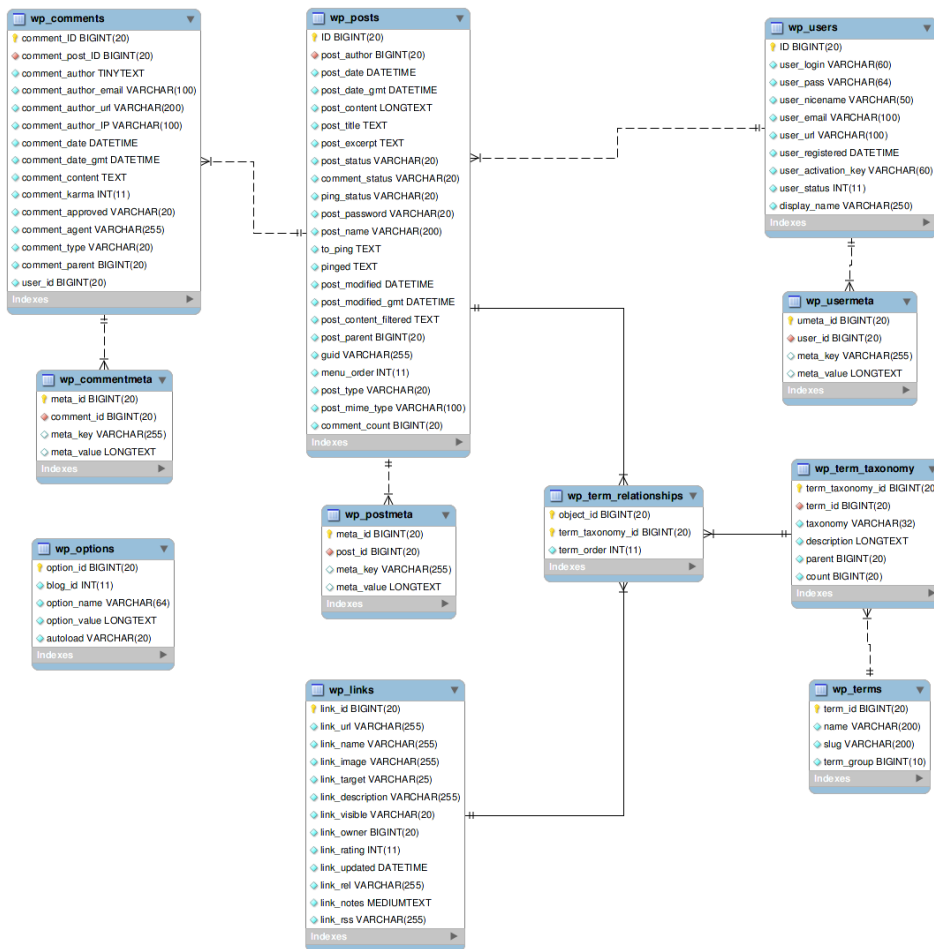 wp_comments
comment_ID BIGINT(20)
comment_post_ID BIGINT(20)
comment_author TINYTEXT
comment_author_email VARCHAR(100)
comment_author_url VARCHAR(200)
comment_author_IP VARCHAR(100)
comment_date DATETIME
comment_date_gmt DATETIME
comment_content TEXT
comment_karma INT(11)
comment_approved VARCHAR(20)
comment_agent VARCHAR(255)
comment_type VARCHAR(20)
comment_parent BIGINT(20)
user_id BIGINT(20)
Indexes
wp_posts
ID BIGINT(20)
post_author BIGINT(20)
post_date DATETIME
post_date_gmt DATETIME
post_content LONGTEXT
post_title TEXT
post_excerpt TEXT
post_status VARCHAR(20)
comment_status VARCHAR(20)
ping_status VARCHAR(20)
post_password VARCHAR(20)
post_name VARCHAR(200)
to_ping TEXT
pinged TEXT
post_modified DATETIME
post_modified_gmt DATETIME
post_content_filtered TEXT
post_parent BIGINT(20)
guid VARCHAR(255)
menu_order INT(11)
post_type VARCHAR(20)
post_mime_type VARCHAR(100)
comment_count BIGINT(20)
Indexes
wp_users
ID BIGINT(20)
user_login VARCHAR(60)
user_pass VARCHAR(64)
user_nicename VARCHAR(50)
user_email VARCHAR(100)
user_url VARCHAR(100)
user_registered DATETIME
user_activation_key VARCHAR(60)
user_status INT(11)
display_name VARCHAR(250)
Indexes
wp_usermeta
umeta_id BIGINT(20)
user_id BIGINT(20)
meta_key VARCHAR(255)
meta_value LONGTEXT
Indexes
wp_commentmeta
meta_id BIGINT(20)
comment_id BIGINT(20)
meta_key VARCHAR(255)
meta_value LONGTEXT
Indexes
wp_postmeta
meta_id BIGINT(20)
post_id BIGINT(20)
meta_key VARCHAR(255)
meta_value LONGTEXT
Indexes
wp_term_relationships
object_id BIGINT(20)
term_taxonomy_id BIGINT(20)
term_order INT(11)
Indexes
wp_term_taxonomy
term_taxonomy_id BIGINT(20
term_id BIGINT(20)
taxonomy VARCHAR(32)
description LONGTEXT
parent BIGINT(20)
count BIGINT(20)
Indexes
wp_options
option_id BIGINT(20)
blog_id INT(11)
option_name VARCHAR(64)
option_value LONGTEXT
autoload VARCHAR(20)
Indexes
wp_links
link_id BIGINT(20)
link_url VARCHAR(255)
link_name VARCHAR(255)
link_image VARCHAR(255)
link_target VARCHAR(25)
link_description VARCHAR(255)
link_visible VARCHAR(20)
link_owner BIGINT(20)
link_rating INT(11)
link_updated DATETIME
link_rel VARCHAR(255)
link_notes MEDIUMTEXT
link_rss VARCHAR(255)
Indexes
wp_terms
term_id BIGINT(20)
name VARCHAR(200)
slug VARCHAR(200)
term_group BIGINT(10)
Indexes